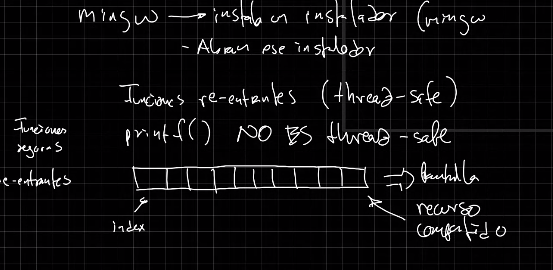 mingw → instalan instalador (mingw
- Abran ese instalador
Funciones re-entrantes (thread-safe)
Funciones
seguras
printf() NO ES thread-safe
re-entrantes
⇒ Pantalla
index
recurso
compartido